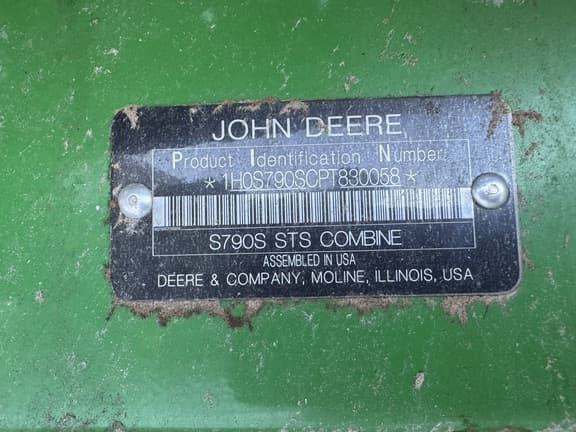 JOHN DEERE
Product Identification Number
*1H0S790SCPT830058*
S790S STS COMBINE
ASSEMBLED IN USA
DEERE & COMPANY, MOLINE, ILLINOIS, USA